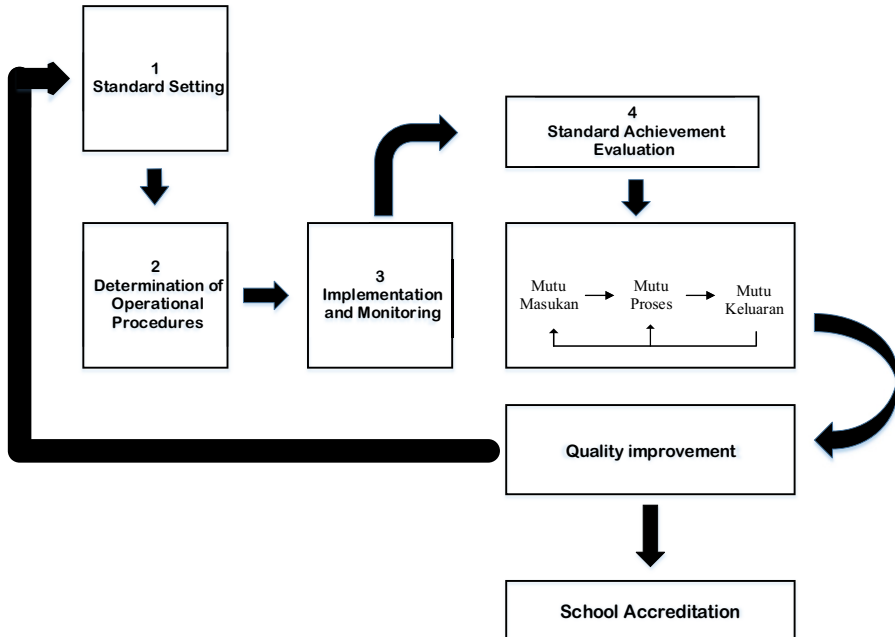 1
Standard Setting
2
Determination of
Operational
Procedures
3
Implementation
and Monitoring
4
Standard Achievement
Evaluation
Mutu
Masukan
Mutu
Proses
Mutu
Keluaran
Quality improvement
School Accreditation